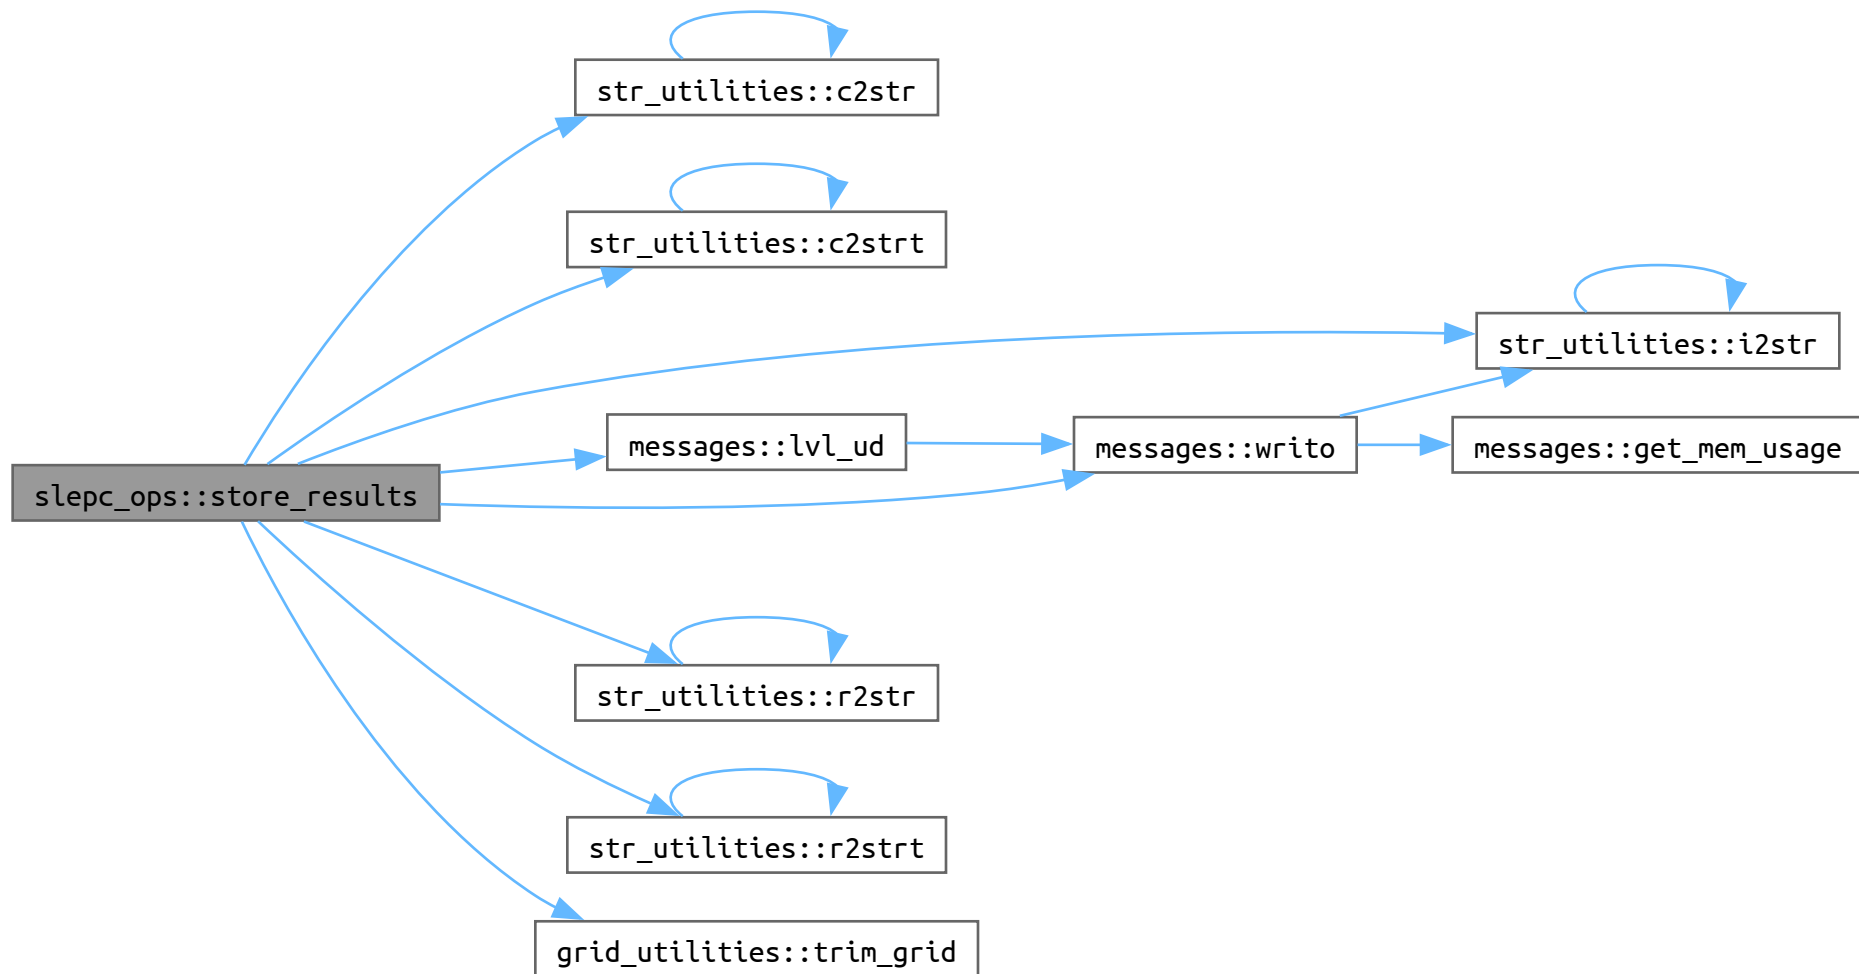 str_utilities::c2str
str_utilities::c2strt
str_utilities::i2str
messages::lvl_ud
messages::writo
messages::get_mem_usage
slepc_ops::store_results
str_utilities::r2str
str_utilities::r2strt
grid_utilities::trim_grid